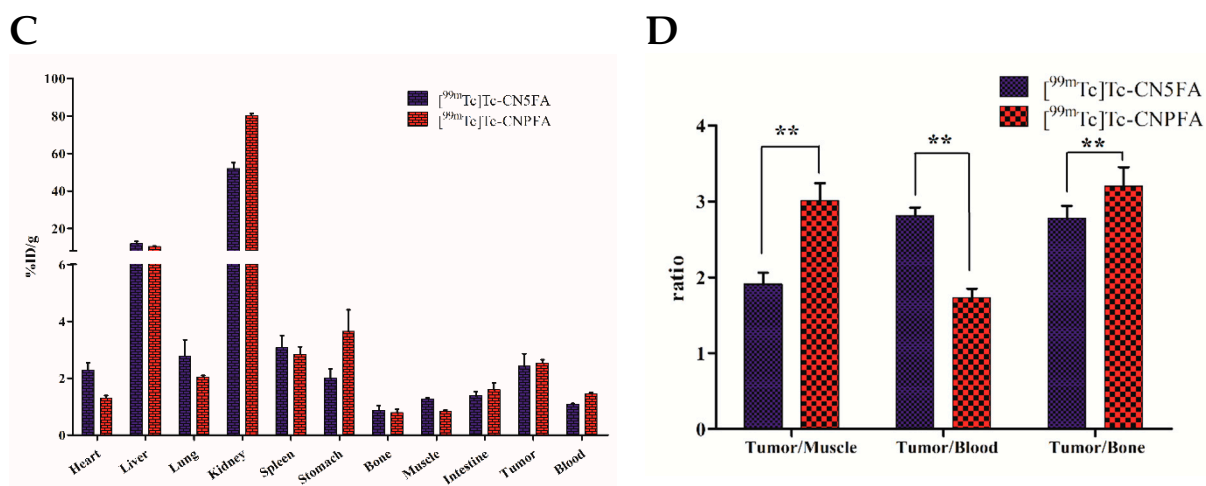 C
100
80
60
40
20
6
4
2
0
%ID/g
[99mTc]Tc-CN5FA
[99mTc]Tc-CNPFA
Heart
Liver
Lung
Kidney
Spleen
Stomach
Bone
Muscle
Intestine
Tumor
Blood
D
[99mTc]Tc-CN5FA
[99mTc]Tc-CNPFA
4
3
2
1
0
ratio
**
**
**
Tumor/Muscle
Tumor/Blood
Tumor/Bone